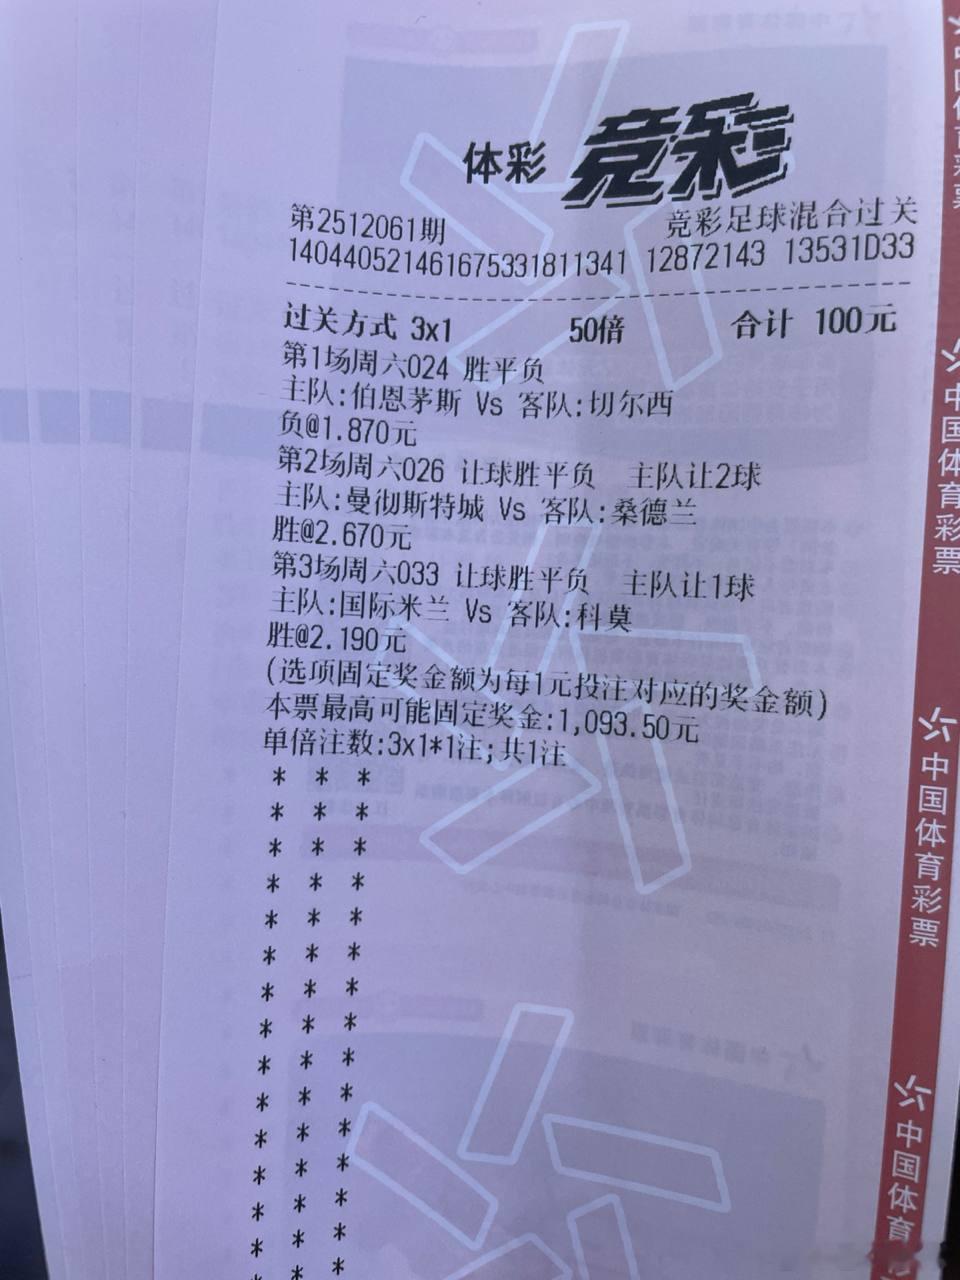 体彩 竞彩
第2512061期 竞彩足球混合过关
140440521461675331811341 12872143 13531D33
过关方式 3x1 50倍 合计 100元
第1场周六024 胜平负
主队:伯恩茅斯 Vs 客队:切尔西
负@1.870元
第2场周六026 让球胜平负 主队让2球
主队:曼彻斯特城 Vs 客队:桑德兰
胜@2.670元
第3场周六033 让球胜平负 主队让1球
主队:国际米兰 Vs 客队:科莫
胜@2.190元
(选项固定奖金额为每1元投注对应的奖金额)
本票最高可能固定奖金:1,093.50元
单倍注数:3x1*1注;共1注
* * *
* * *
* * *
* * *
* * *
* * *
* * *
* * *
* * *
* * *
* * *
* * *
* * *
* * *
*
中国体育彩票
中国体育彩票
中国体育彩票
中国体育